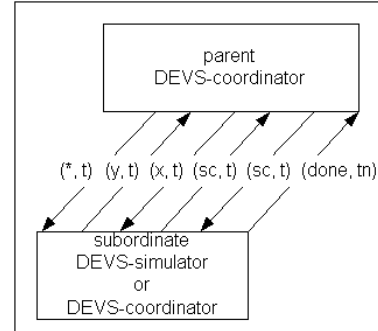 parent
DEVS-coordinator
(*, t) (y, t) (x, t) (sc, t) (sc, t) (done, tn)
subordinate
DEVS-simulator
or
DEVS-coordinator